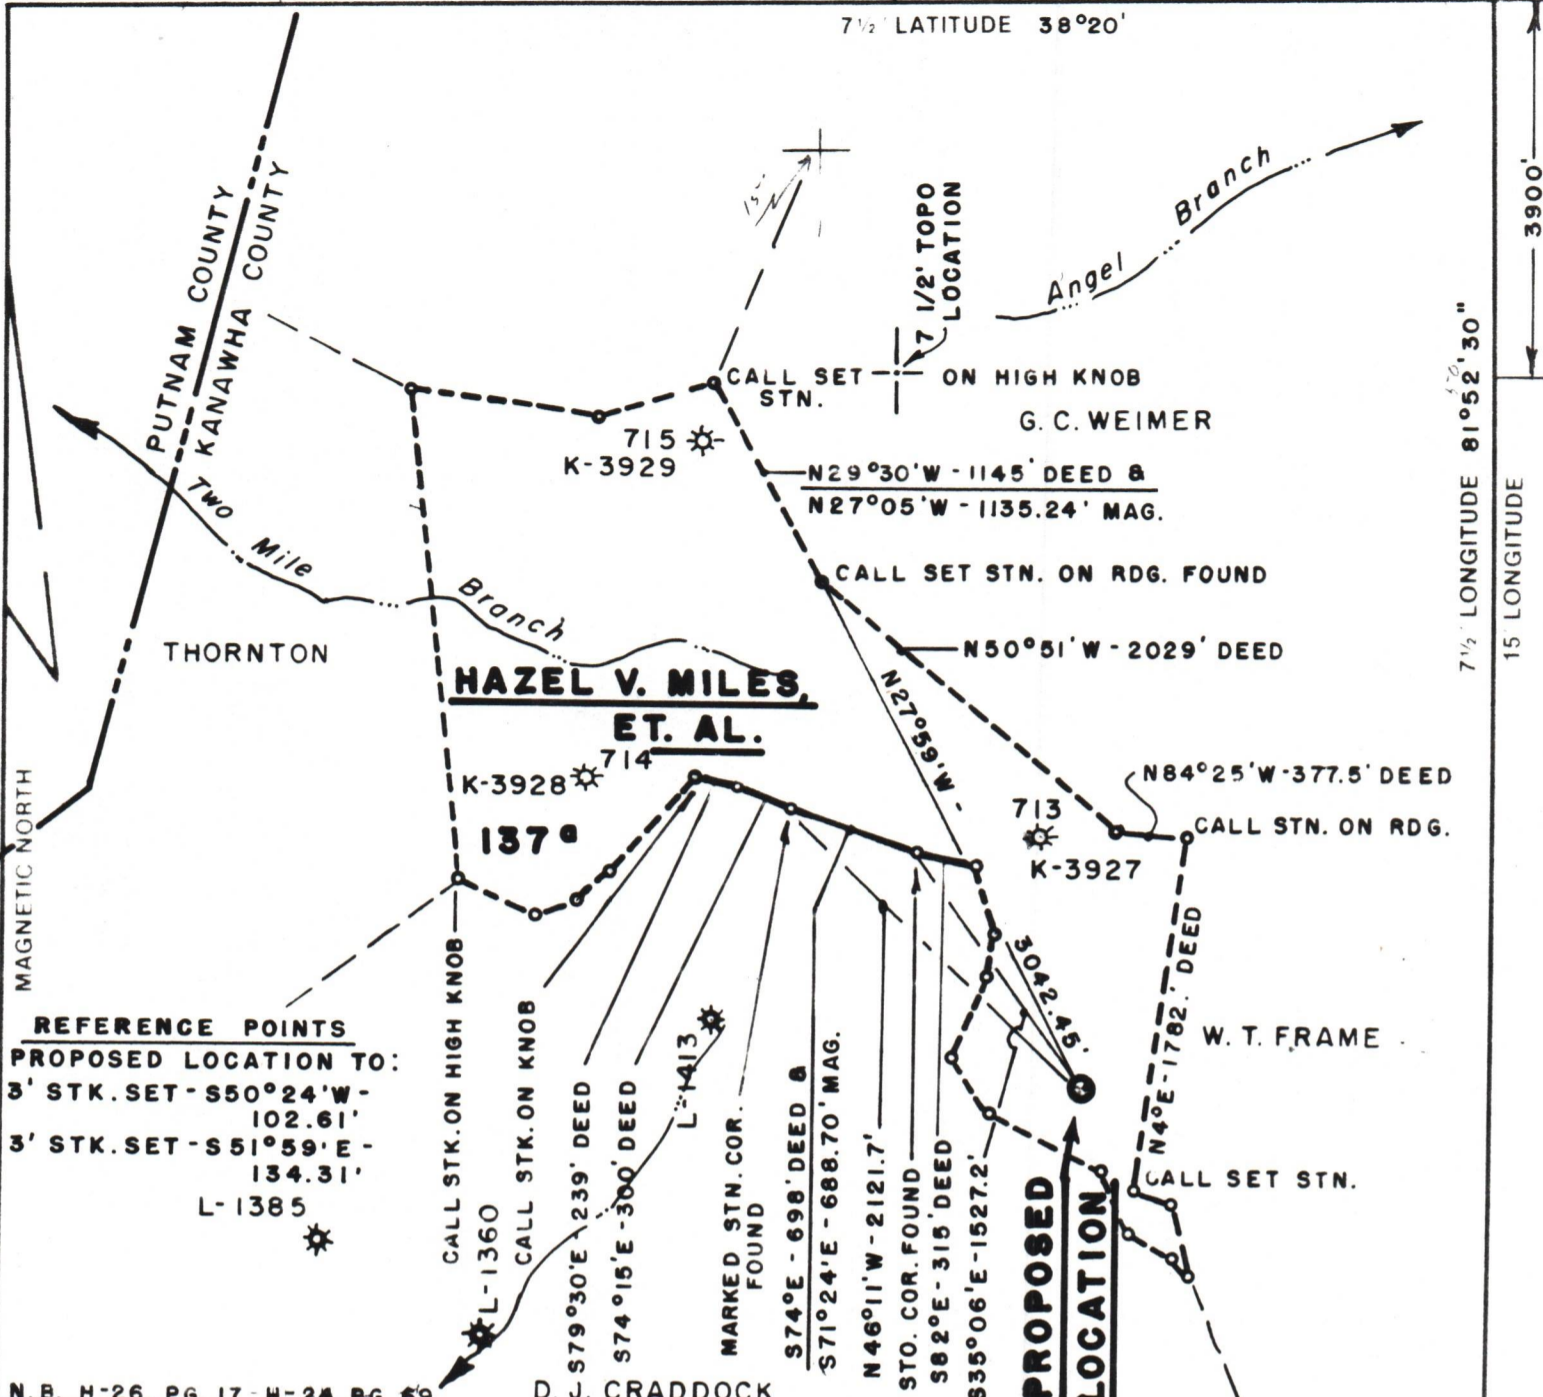 7½' LATITUDE 38°20'
3900'
PUTNAM COUNTY
KANAWHA COUNTY
Angel Branch
7 1/2' TOPO
LOCATION
CALL SET
STN.
ON HIGH KNOB
G. C. WEIMER
715
K-3929
N29°30'W - 1145' DEED &
N27°05'W - 1135.24' MAG.
7½' LONGITUDE 81°52'30"
15' LONGITUDE
Two Mile Branch
CALL SET STN. ON RDG. FOUND
THORNTON
N50°51'W - 2029' DEED
HAZEL V. MILES,
ET. AL.
N27°59'W - 3042.45'
714
K-3928
N84°25'W-377.5' DEED
713
K-3927
CALL STN. ON RDG.
137ª
MAGNETIC NORTH
N4°E-1782.' DEED
REFERENCE POINTS
PROPOSED LOCATION TO:
3' STK. SET - S50°24'W -
102.61'
3' STK. SET - S51°59'E -
134.31'
L-1385
W. T. FRAME
CALL STK. ON HIGH KNOB
L-1360
CALL STK. ON KNOB
S79°30'E - 239' DEED
S74°15'E - 300' DEED
L-1413
MARKED STN. COR.
FOUND
S74°E - 698' DEED &
S71°24'E - 688.70' MAG.
N46°11'W - 2121.7'
STO. COR. FOUND
S82°E - 315' DEED
S35°06'E - 1527.2'
PROPOSED
LOCATION
CALL SET STN.
N.B. H-26 PG. 17 - H-24 PG.
D. J. CRADDOCK